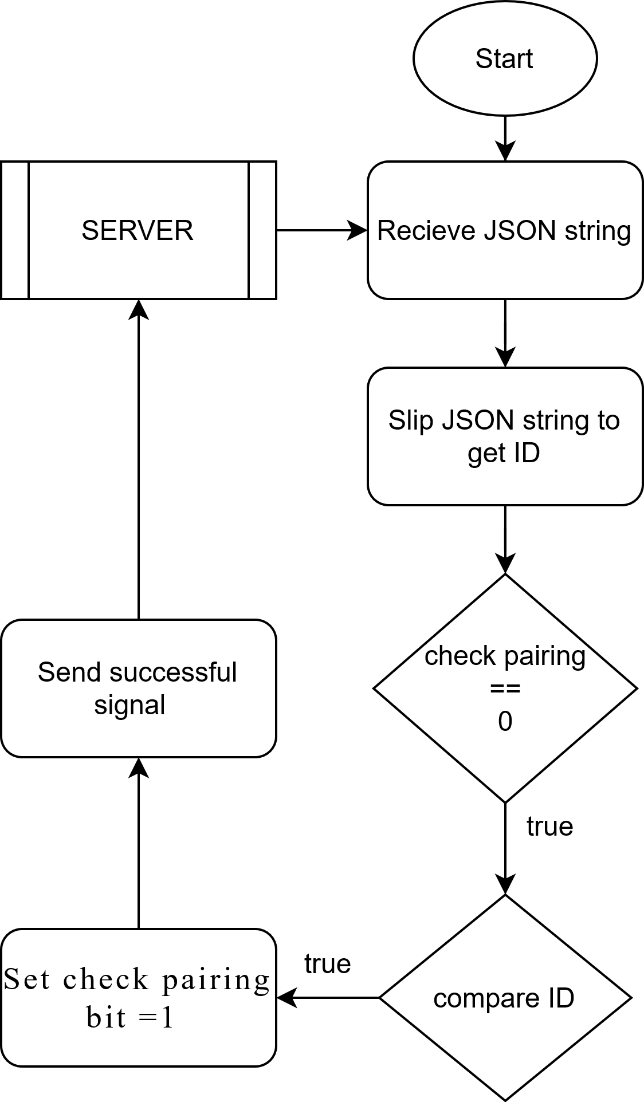 Start
SERVER
Recieve JSON string
Slip JSON string to
get ID
check pairing
==
0
true
compare ID
true
Set check pairing
bit =1
Send successful
signal